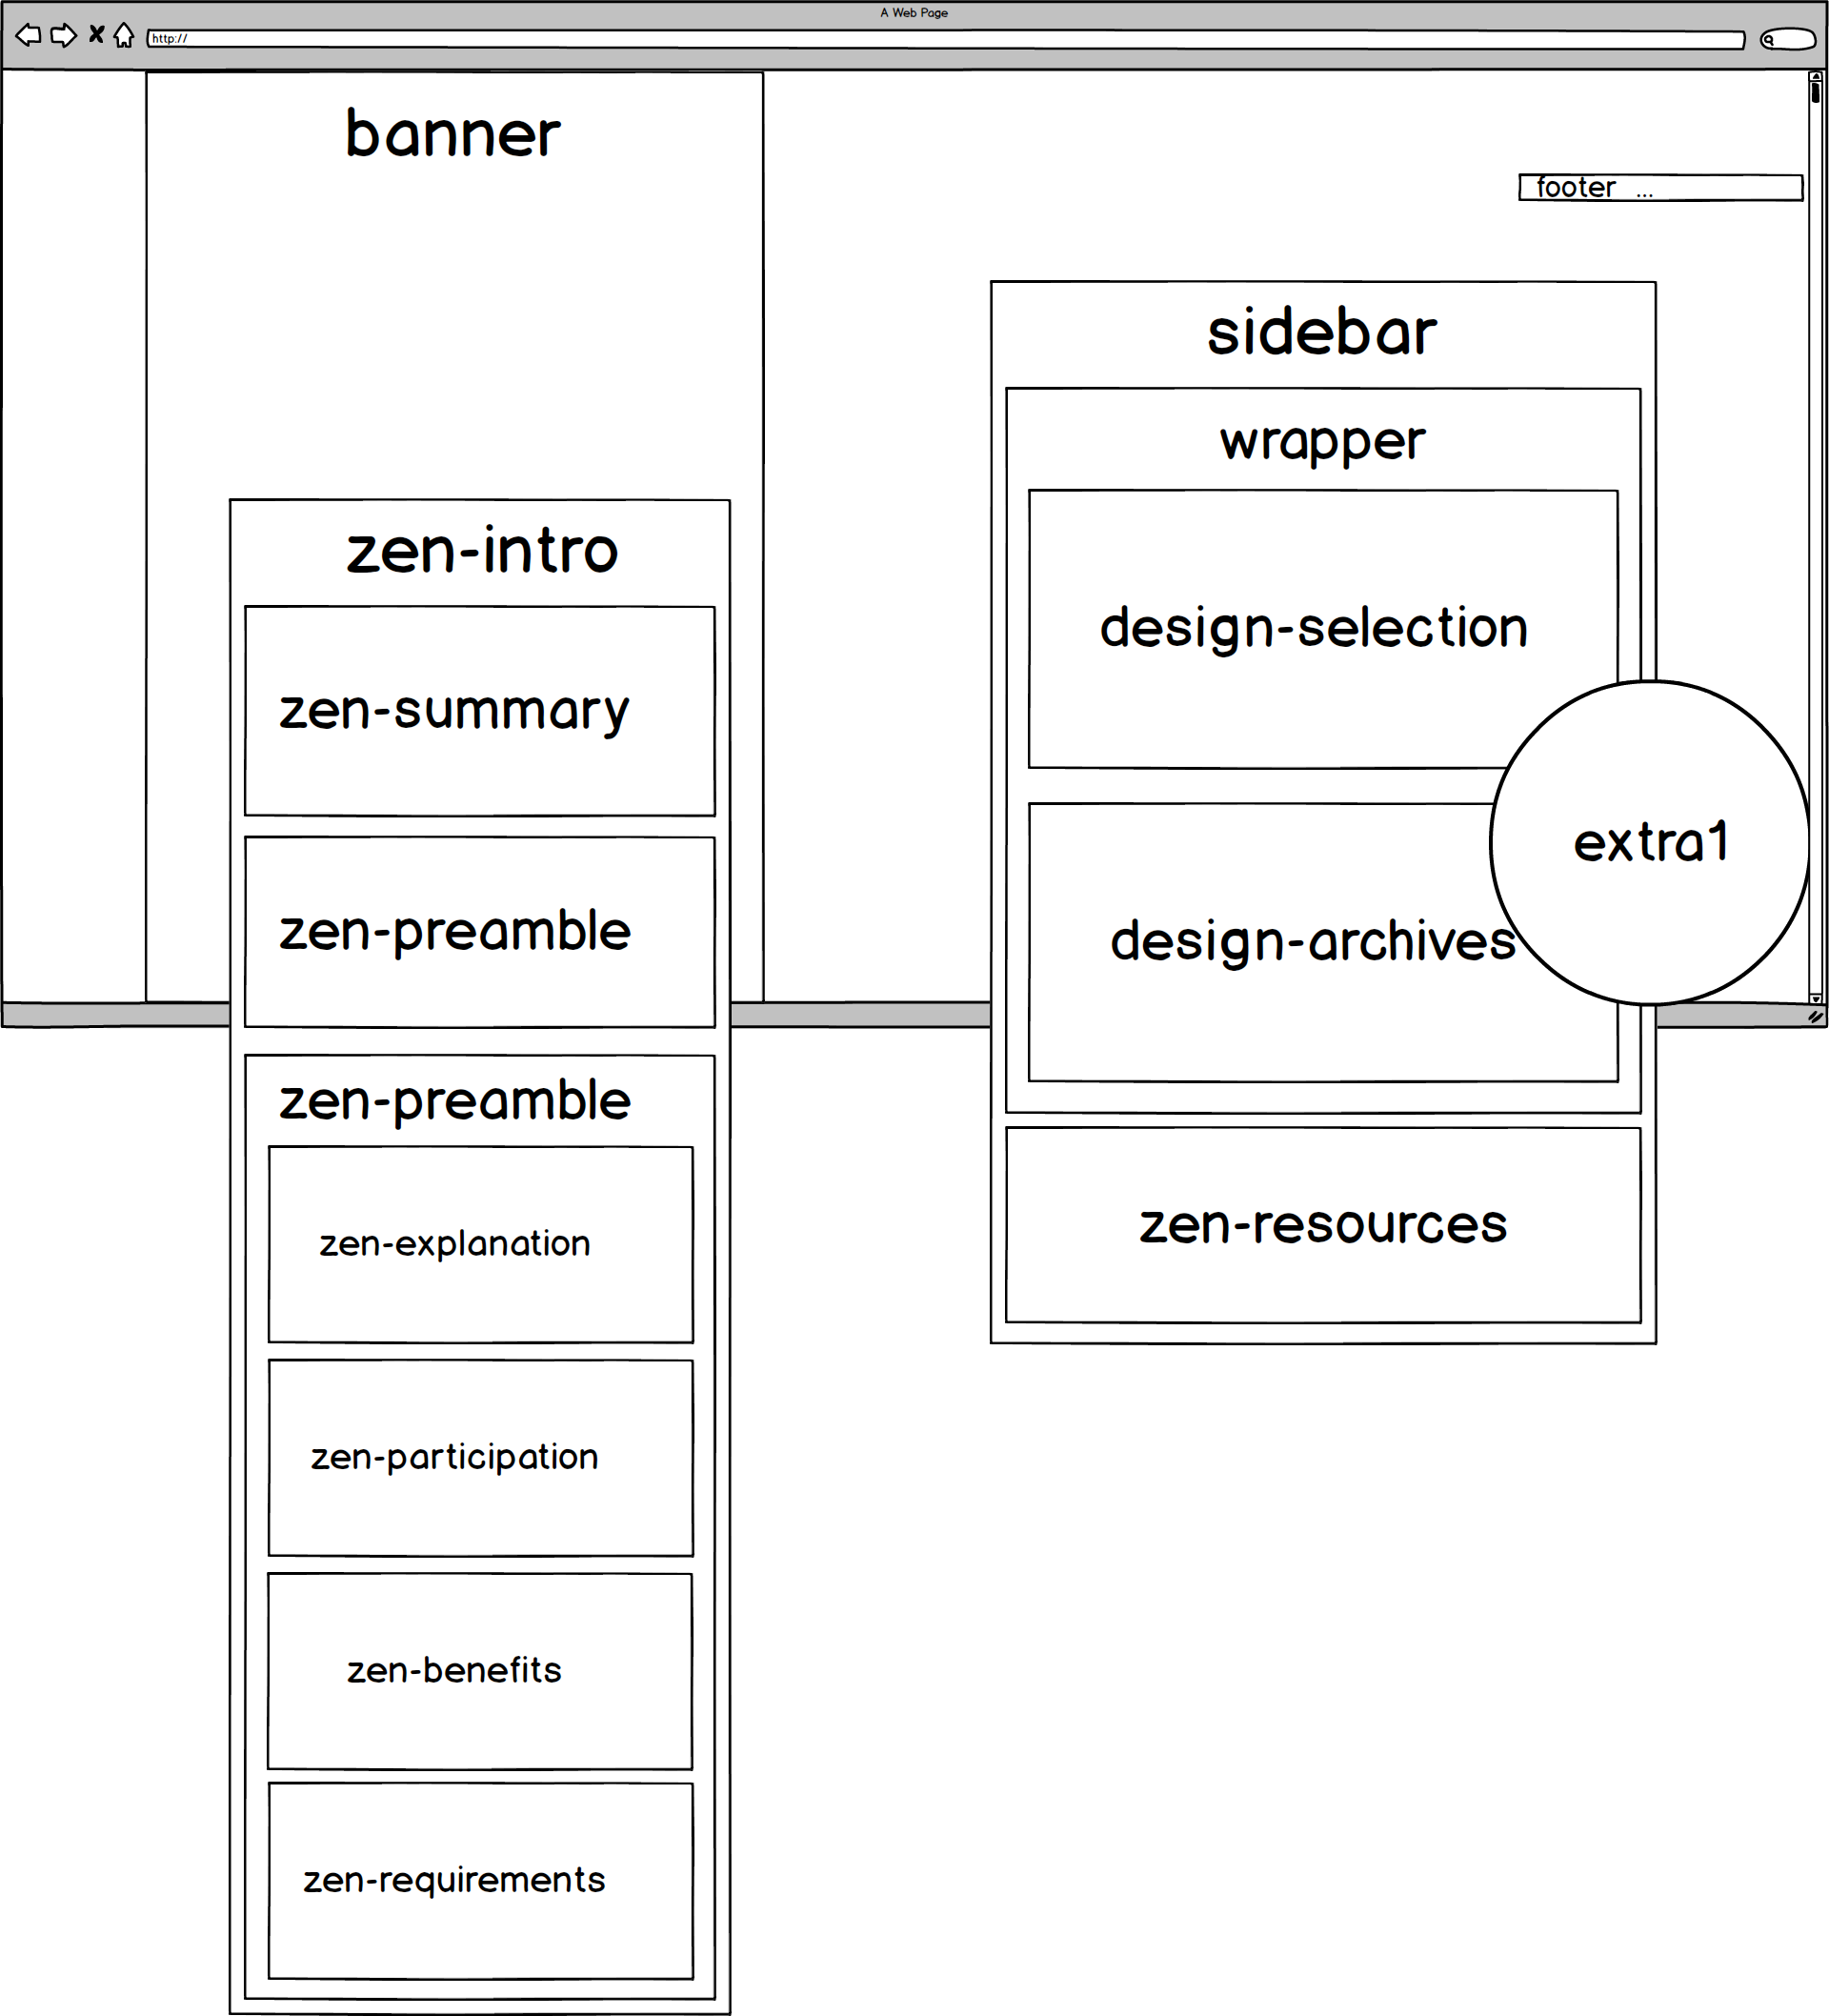 A Web Page
http://
banner
footer ...
sidebar
wrapper
zen-intro
design-selection
zen-summary
extra1
zen-preamble
design-archives
zen-preamble
zen-resources
zen-explanation
zen-participation
zen-benefits
zen-requirements